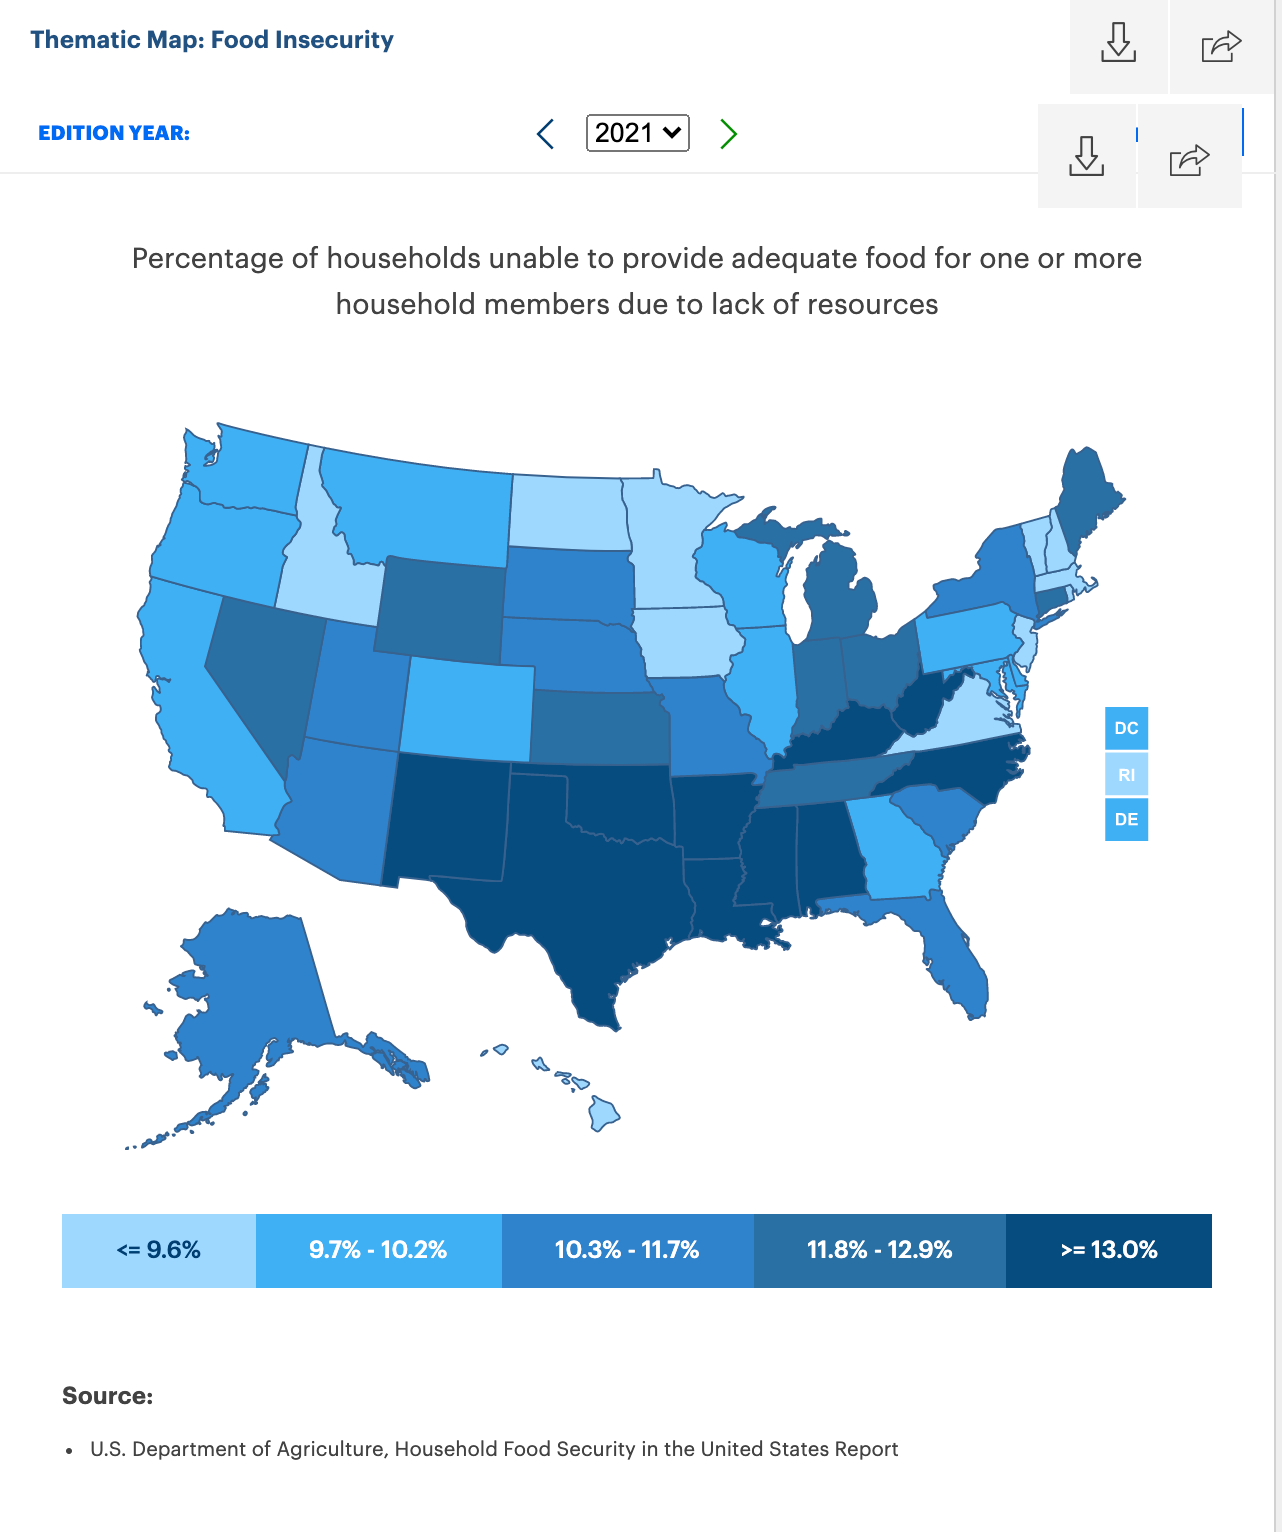 Thematic Map: Food Insecurity
EDITION YEAR:
2021
Percentage of households unable to provide adequate food for one or more
household members due to lack of resources
DC
RI
DE
<= 9.6%
9.7% - 10.2%
10.3% - 11.7%
11.8% - 12.9%
>= 13.0%
Source:
• U.S. Department of Agriculture, Household Food Security in the United States Report